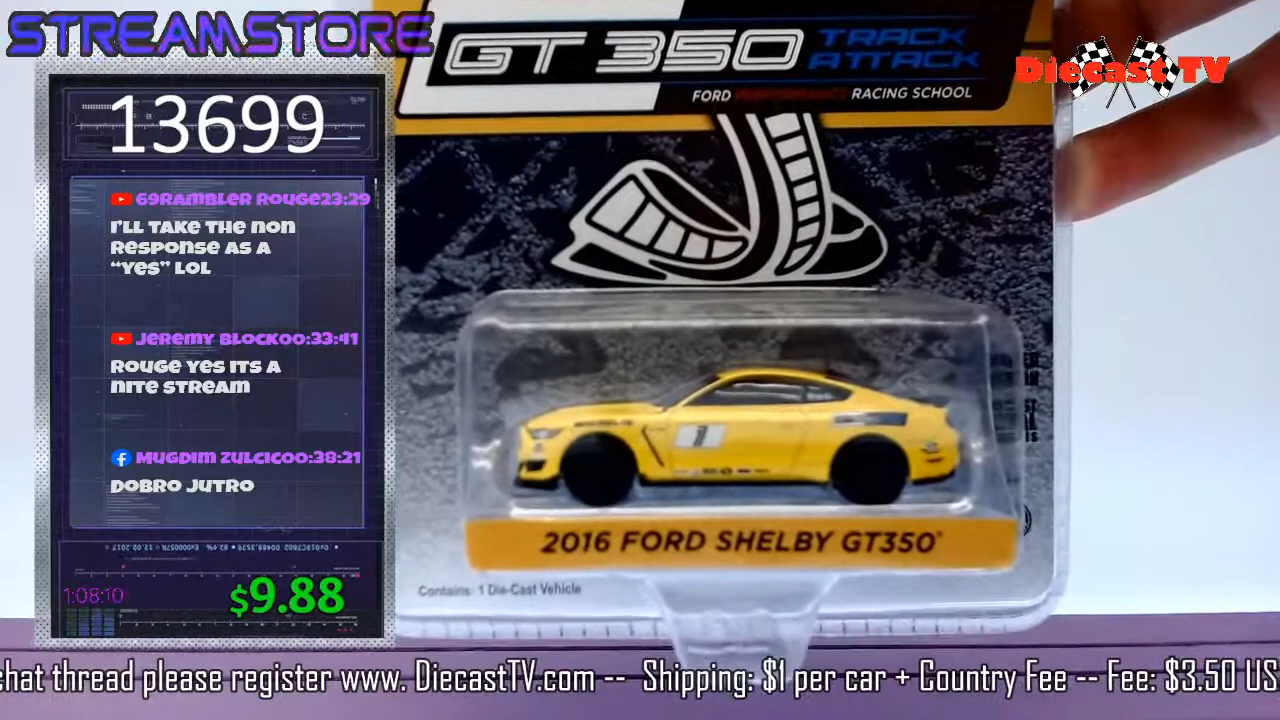 STREAMSTORE
13699
69Rambler Rouge23:29
I'll take the non
response as a
“yes” LOL
Jeremy Block00:33:41
Rouge yes its a
nite stream
Mugdim Zulcic00:38:21
Dobro jutro
1:08:10
$9.88
GT 350 TRACK ATTACK
FORD PERFORMANCE RACING SCHOOL
Diecast TV
1
2016 FORD SHELBY GT350
Contains: 1 Die-Cast Vehicle
chat thread please register www. DiecastTV.com -- Shipping: $1 per car + Country Fee -- Fee: $3.50 US